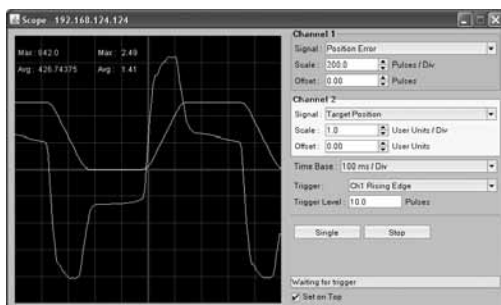 Scope 192.168.124.124
Max: 842.0 Max: 2.49
Avg: 426.74375 Avg: 1.41
Channel 1
Signal: Position Error
Scale: 200.0 Pulses / Div
Offset: 0.00 Pulses
Channel 2
Signal: Target Position
Scale: 1.0 User Units / Div
Offset: 0.00 User Units
Time Base: 100 ms / Div
Trigger: Ch1 Rising Edge
Trigger Level: 10.0 Pulses
Single Stop
Waiting for trigger
Set on Top